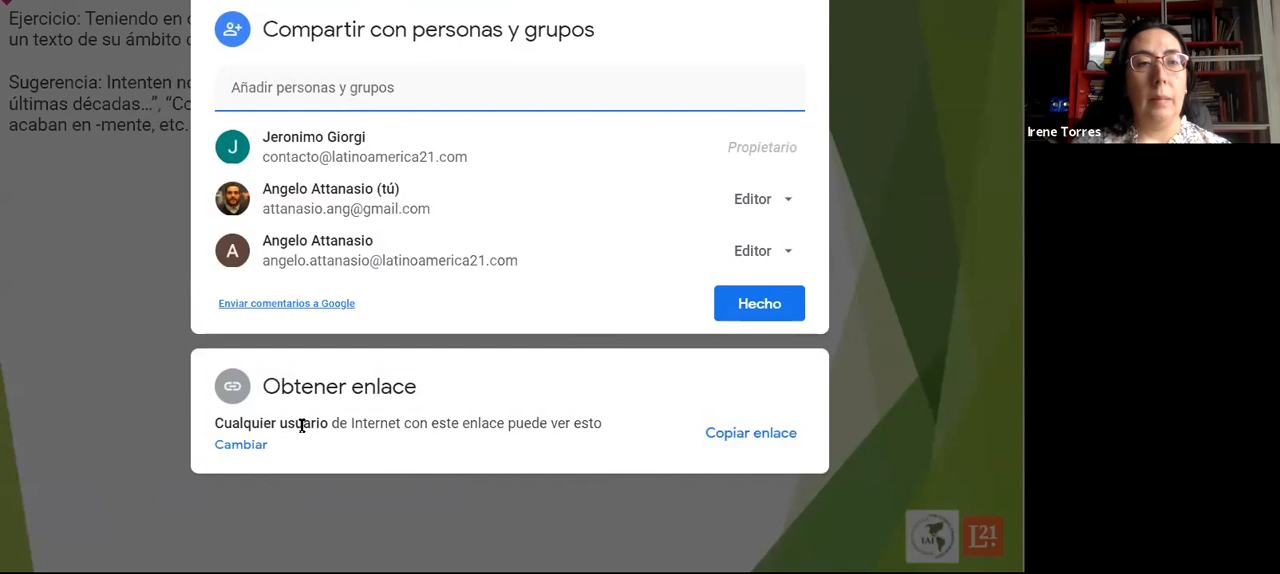 Ejercicio: Teniendo en
un texto de su ámbito
Sugerencia: Intenten no
últimas décadas...", "Co
acaban en -mente, etc.
Compartir con personas y grupos
Añadir personas y grupos
J
Jeronimo Giorgi
contacto@latinoamerica21.com
Propietario
Angelo Attanasio (tú)
attanasio.ang@gmail.com
Editor
A
Angelo Attanasio
angelo.attanasio@latinoamerica21.com
Editor
Enviar comentarios a Google
Hecho
Obtener enlace
Cualquier usuario de Internet con este enlace puede ver esto
Cambiar
Copiar enlace
IAI
L21
Irene Torres